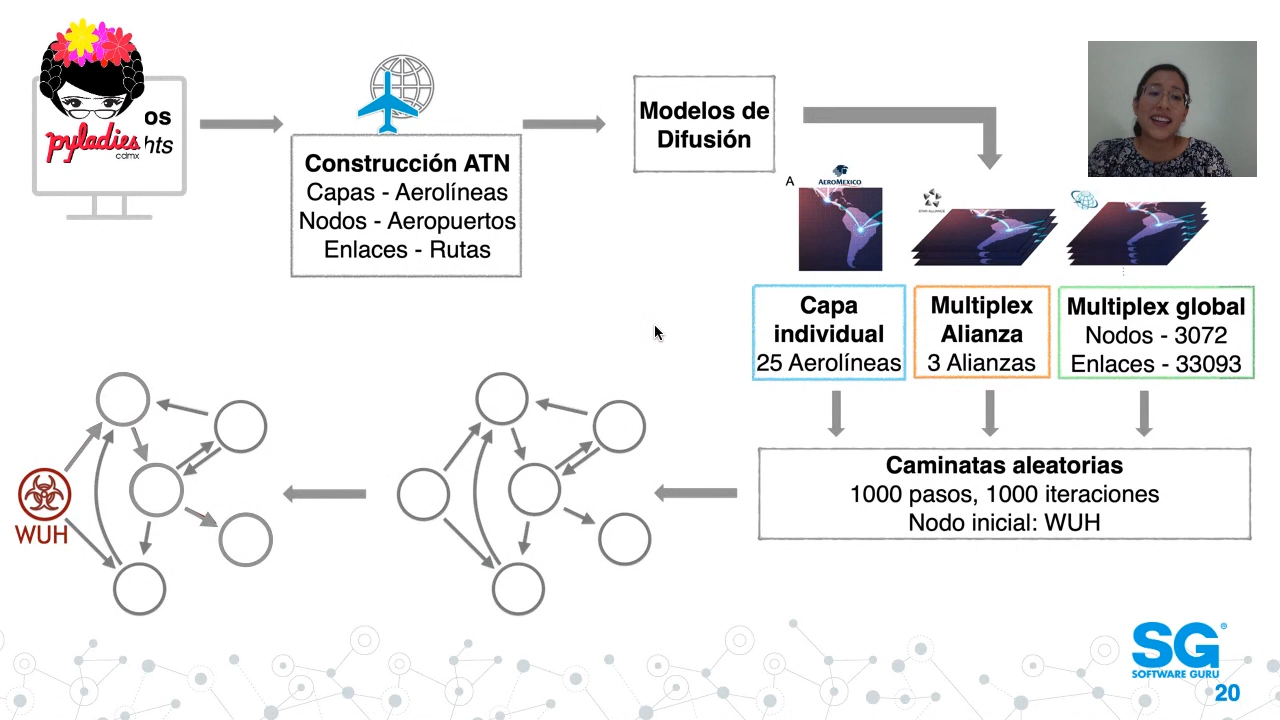 os
hts
pyladies
cdmx
Construcción ATN
Capas - Aerolíneas
Nodos - Aeropuertos
Enlaces - Rutas
Modelos de
Difusión
A
AEROMEXICO
STAR ALLIANCE
Capa
individual
25 Aerolíneas
Multiplex
Alianza
3 Alianzas
Multiplex global
Nodos - 3072
Enlaces - 33093
Caminatas aleatorias
1000 pasos, 1000 iteraciones
Nodo inicial: WUH
WUH
SG®
SOFTWARE GURU
20